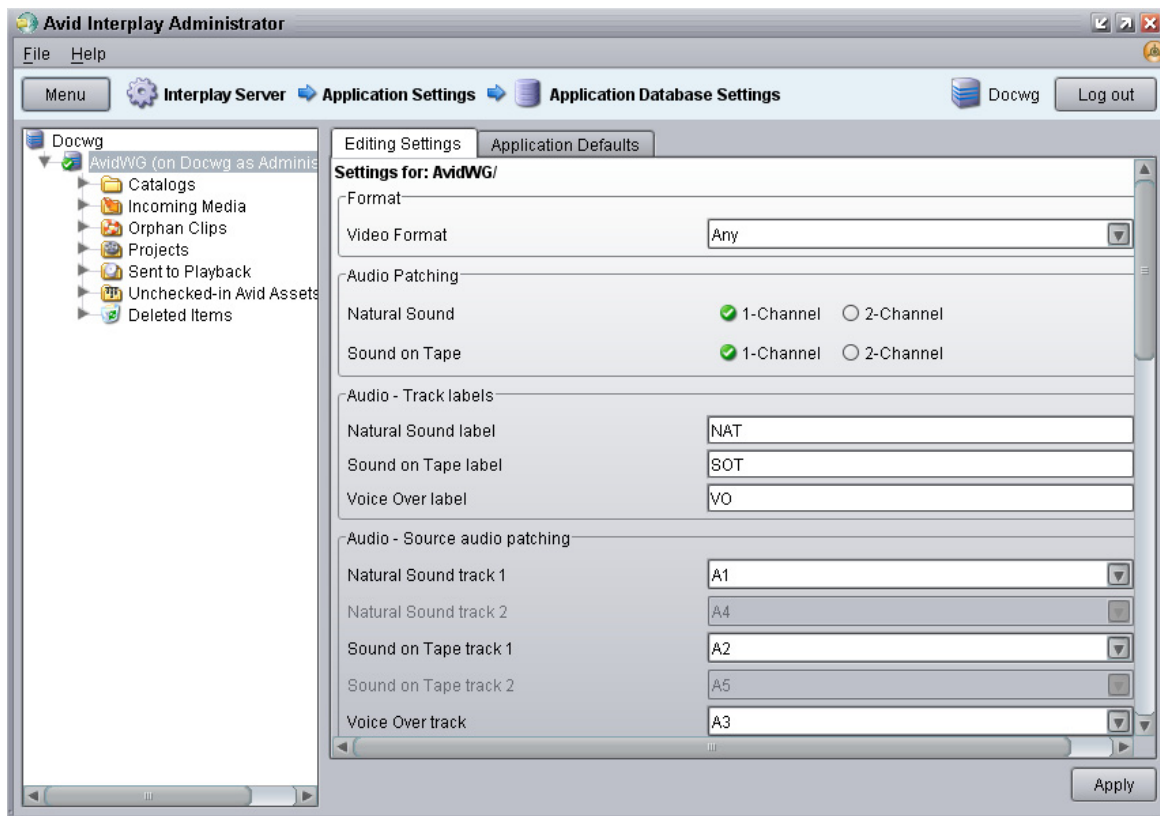 Avid Interplay Administrator
File Help
Menu Interplay Server Application Settings Application Database Settings Docwg Log out
Docwg
AvidWG (on Docwg as Adminis
Catalogs
Incoming Media
Orphan Clips
Projects
Sent to Playback
Unchecked-in Avid Assets
Deleted Items
Editing Settings Application Defaults
Settings for: AvidWG/
Format
Video Format Any
Audio Patching
Natural Sound 1-Channel 2-Channel
Sound on Tape 1-Channel 2-Channel
Audio - Track labels
Natural Sound label NAT
Sound on Tape label SOT
Voice Over label VO
Audio - Source audio patching
Natural Sound track 1 A1
Natural Sound track 2 A4
Sound on Tape track 1 A2
Sound on Tape track 2 A5
Voice Over track A3
Apply